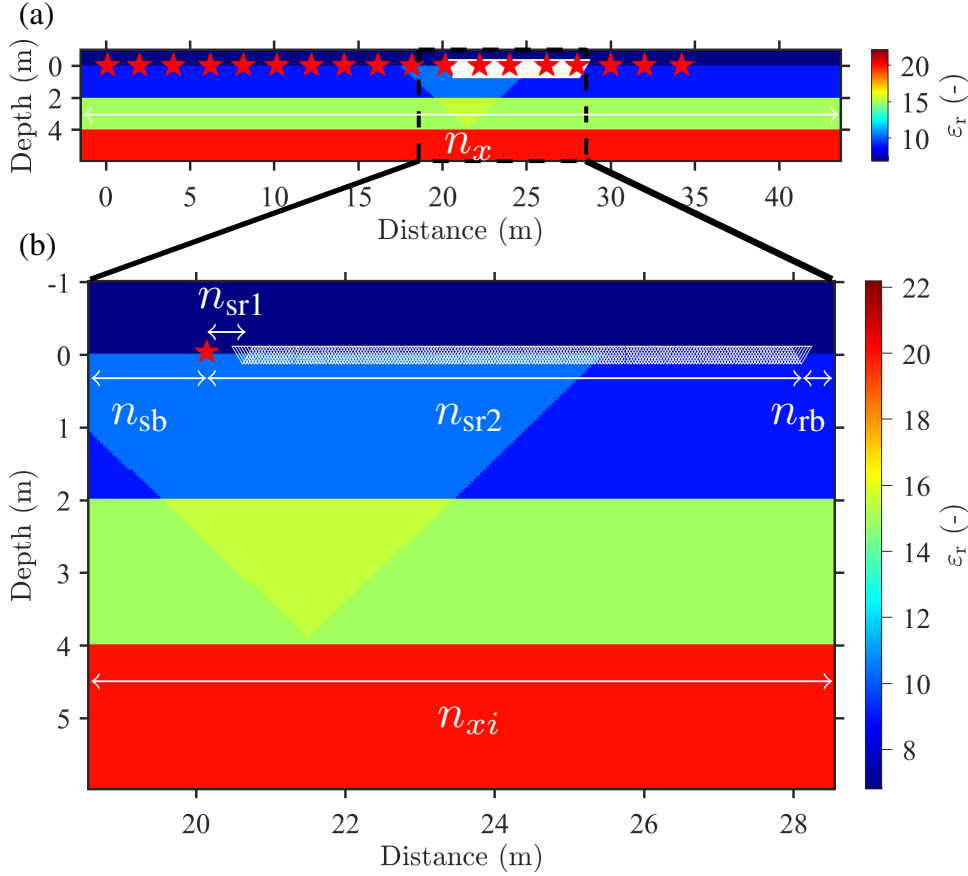 (a)
Depth (m)
0
2
4
n_x
20
15
10
ε_r (-)
0 5 10 15 20 25 30 35 40
Distance (m)
(b)
-1
0
1
2
3
4
5
Depth (m)
n_sr1
n_sb
n_sr2
n_rb
n_xi
22
20
18
16
14
12
10
8
ε_r (-)
20 22 24 26 28
Distance (m)